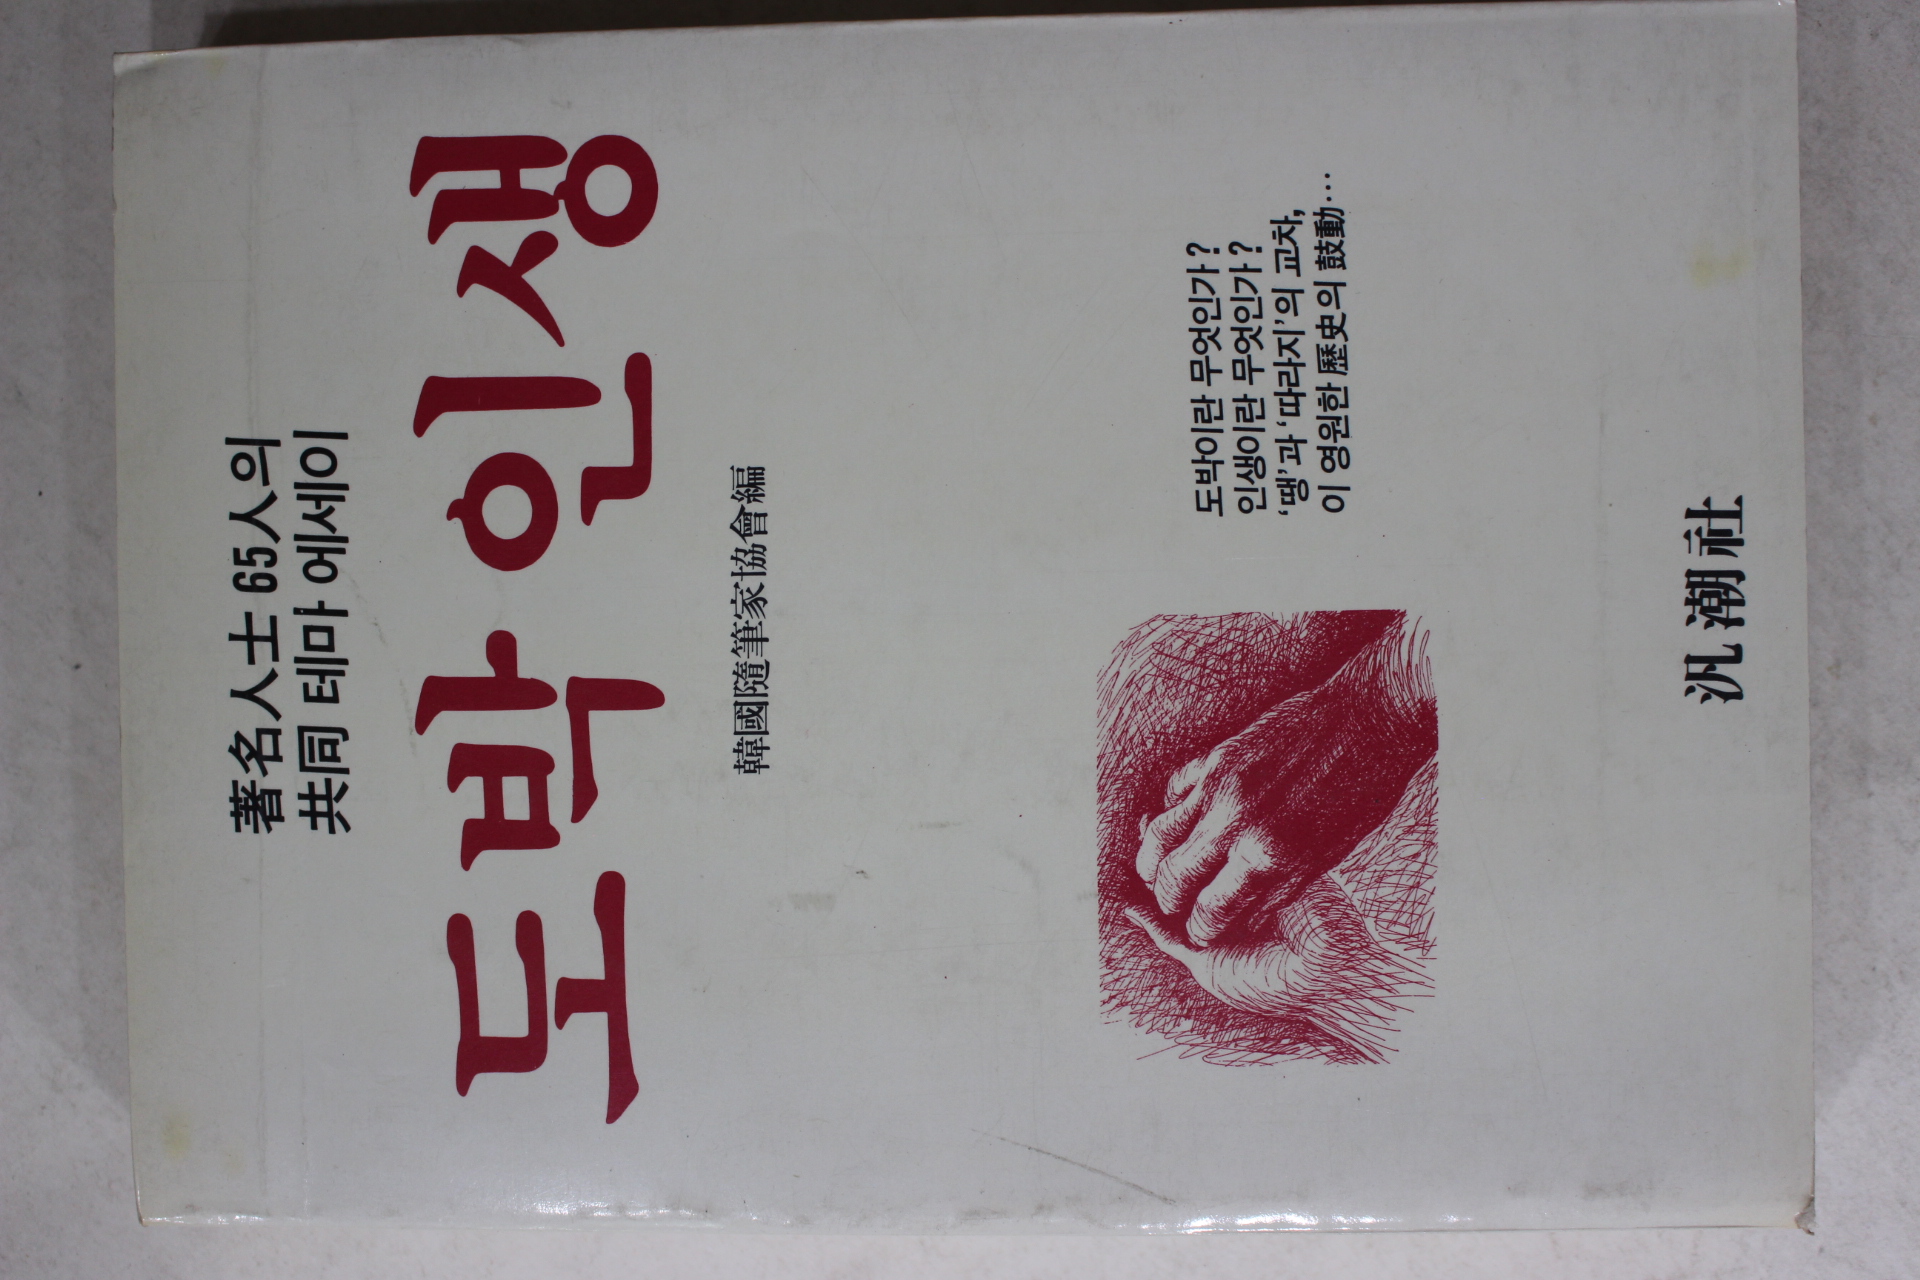 著名人士 65人의
共同 테마 에세이
도박 인생
韓國隨筆家協會編
도박이란 무엇인가?
인생이란 무엇인가?
'땡'과 '따라지'의 교차,
이 영원한 歷史의 鼓動…
汎潮社